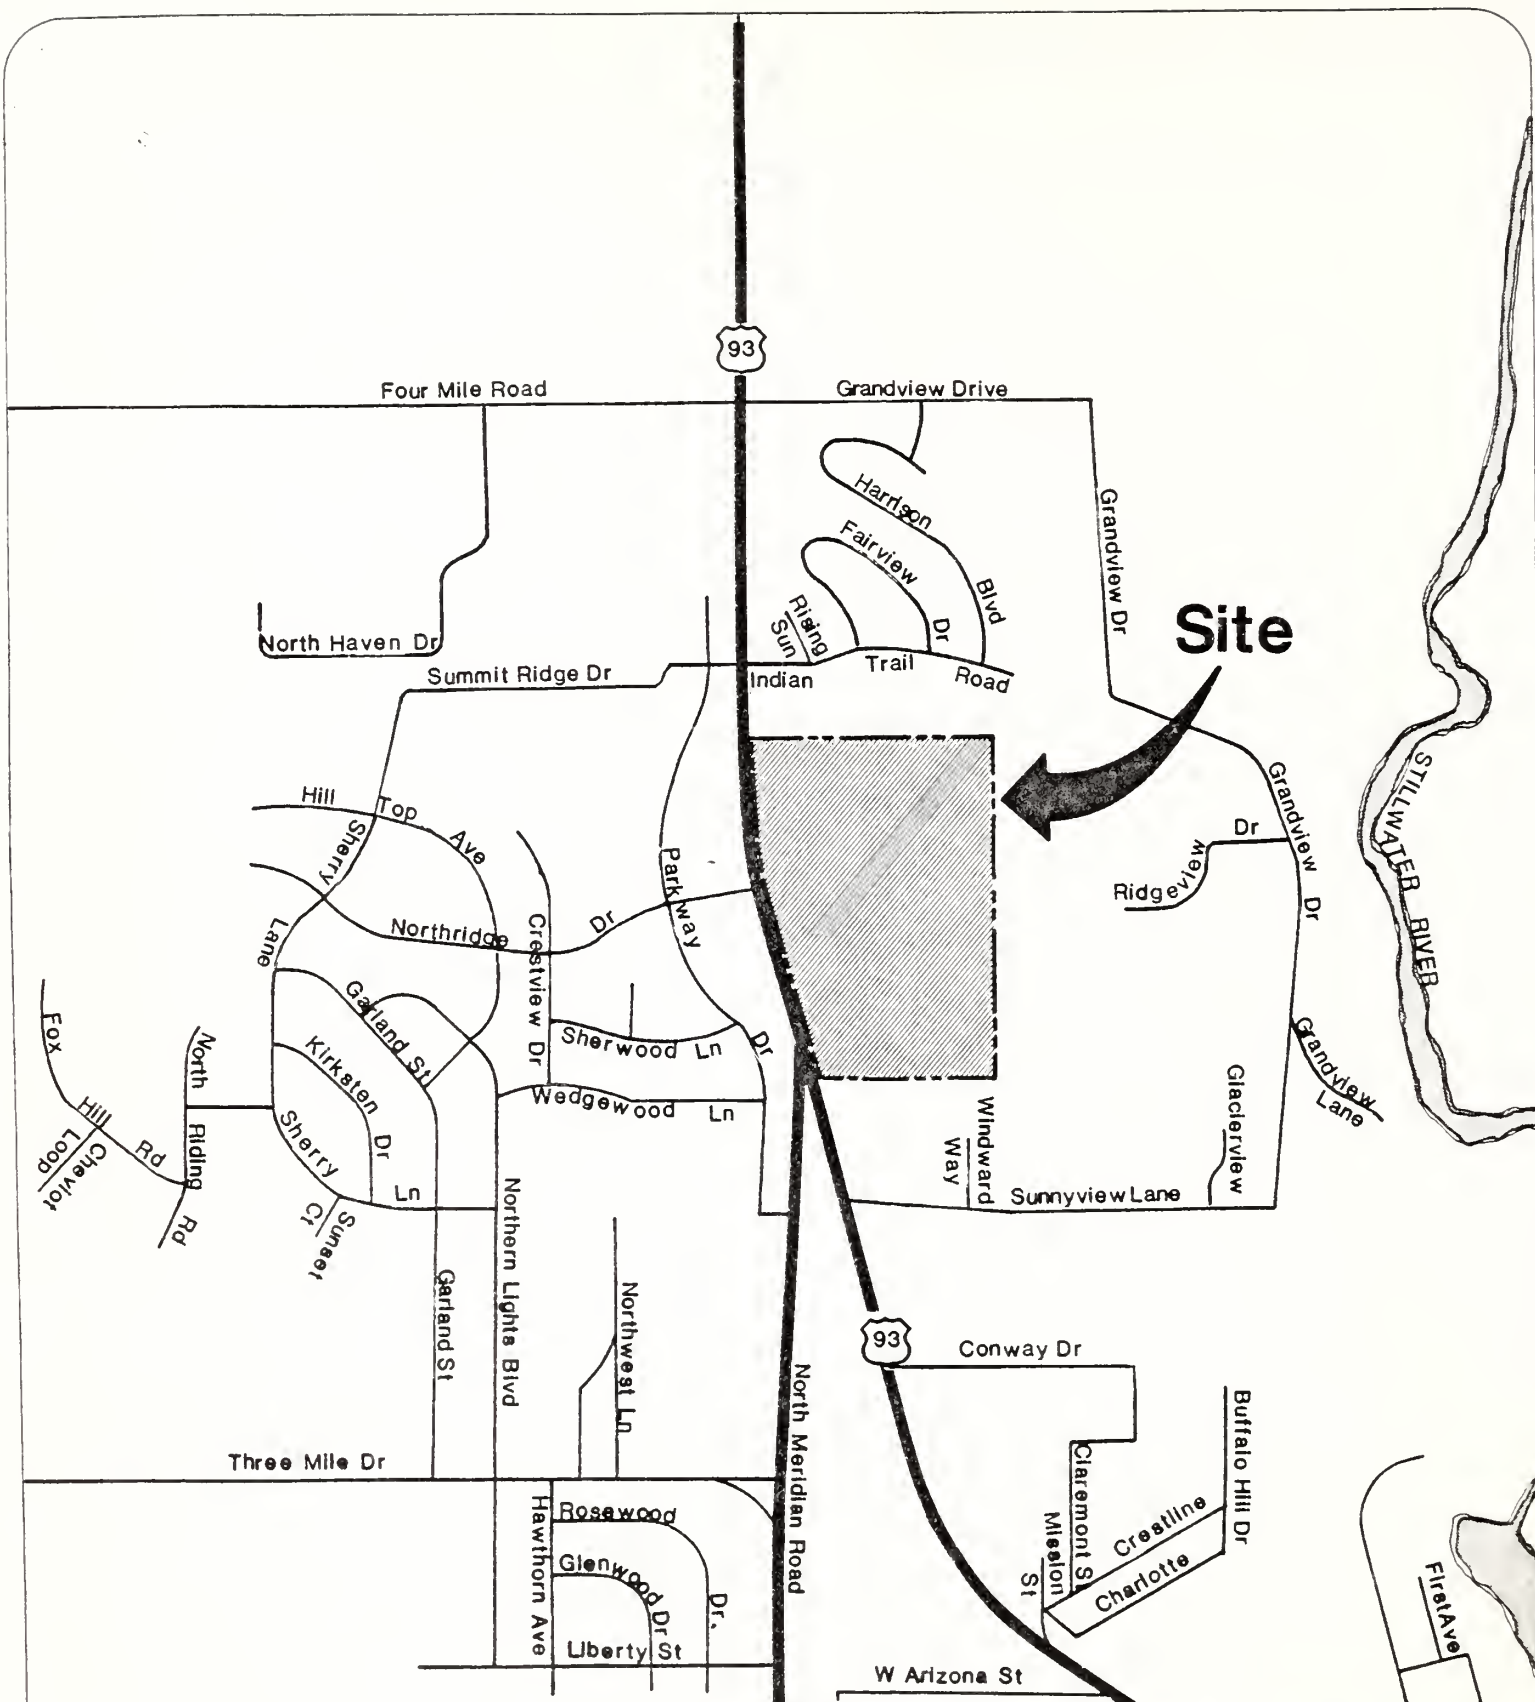 93
Four Mile Road
Grandview Drive
Harrison
Blvd
Grandview Dr
Fairview
Dr
Rising
Sun
Site
North Haven Dr
Summit Ridge Dr
Indian
Trail
Road
Hill
Top
Ave
Sherry
Lane
Parkway
Dr
Grandview
Dr
Dr
Ridgeview
STILLWATER RIVER
Northridge
Dr
Crestview Dr
Garland St
Sherwood Ln
Fox
Hill
Rd
North
Riding
Rd
Kirksten
Dr
Grandview
Lane
Wedgewood
Ln
Glacierview
Windward
Way
Cheviot
Loop
Sherry
Ln
Sunset
Ct
Sunnyview Lane
Northern Lights Blvd
Garland St
Northwest Ln
93
Conway Dr
North Meridian Road
Buffalo Hill Dr
Three Mile Dr
Claremont St
Mission
St
Crestline
Charlotte
Hawthorn Ave
Rosewood
Dr.
Glenwood
Dr
First Ave
Liberty St
W Arizona St